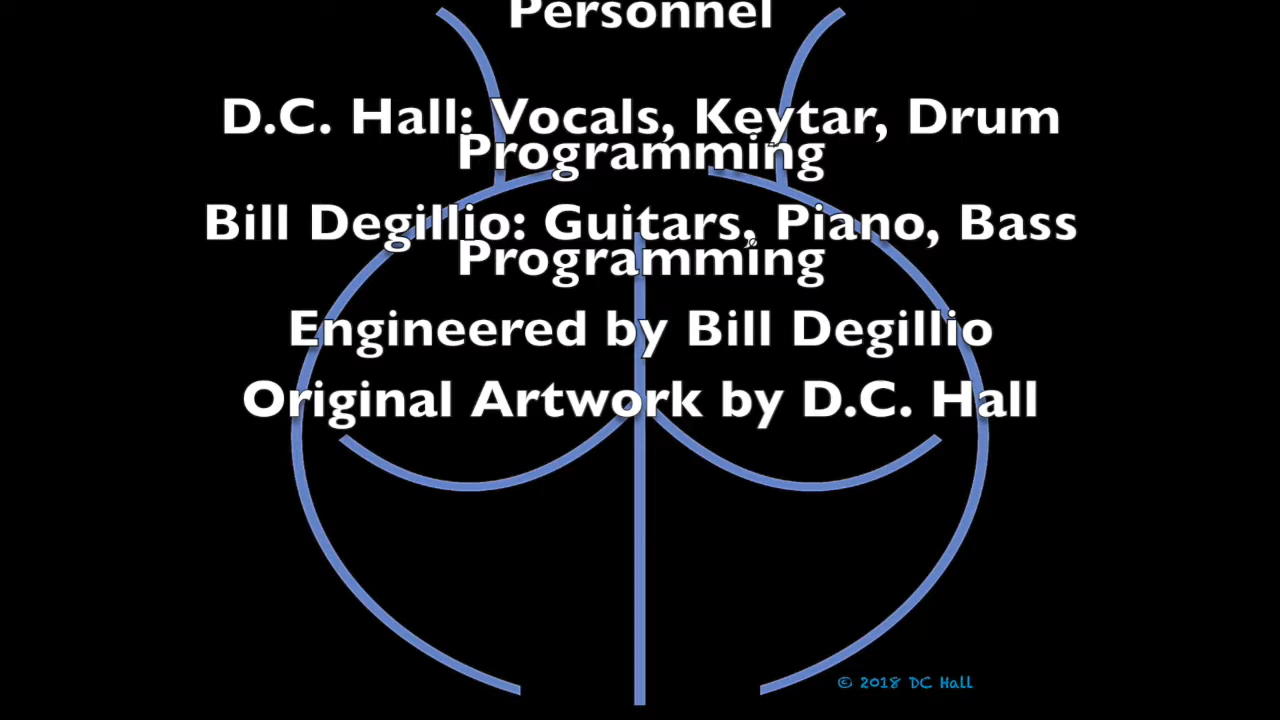 Personnel
D.C. Hall: Vocals, Keytar, Drum
Programming
Bill Degillio: Guitars, Piano, Bass
Programming
Engineered by Bill Degillio
Original Artwork by D.C. Hall
© 2018 DC Hall